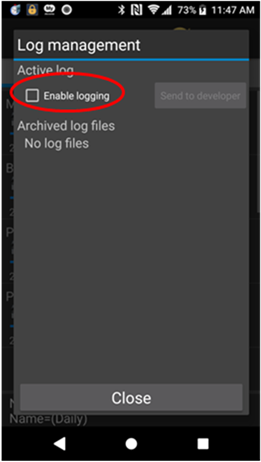 73% 11:47 AM
Log management
Active log
Enable logging
Send to developer
Archived log files
No log files
Close
Name=(Daily)